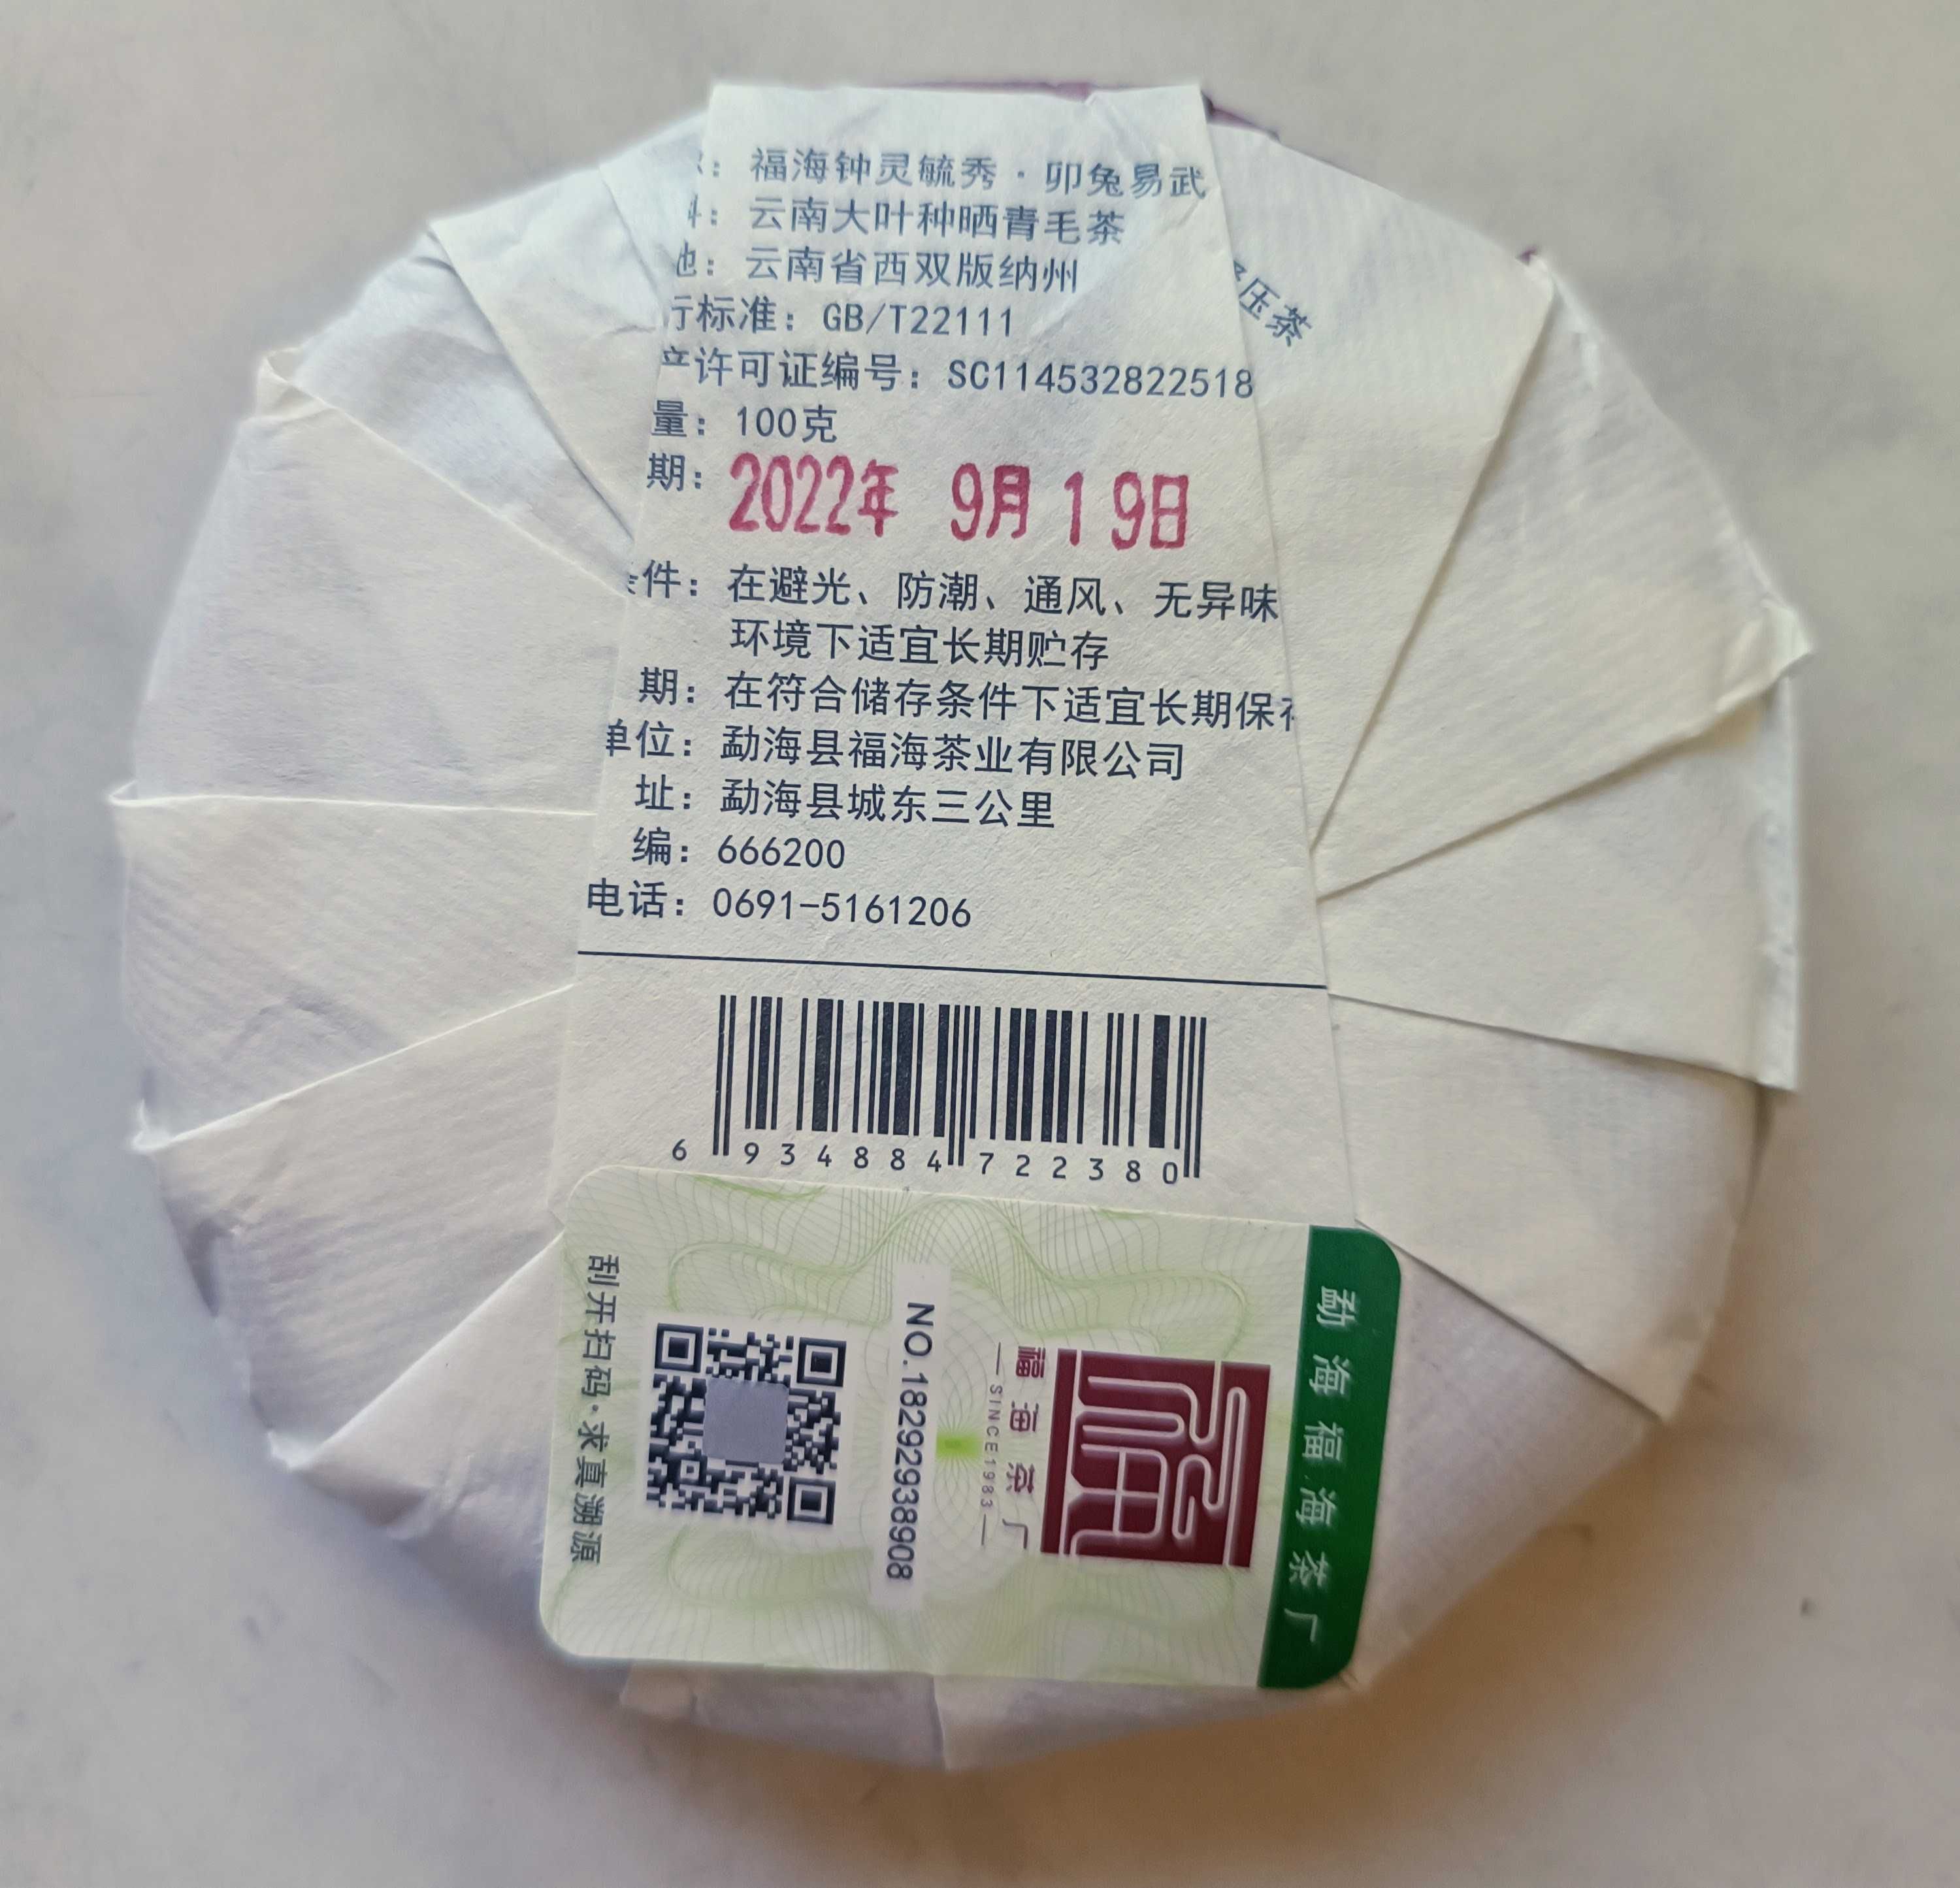 ：福海钟灵毓秀·卯兔易武
：云南大叶种晒青毛茶
：云南省西双版纳州
标准：GB/T22111
许可证编号：SC114532822518
量：100克
期：2022年 9月19日
件：在避光、防潮、通风、无异味
环境下适宜长期贮存
期：在符合储存条件下适宜长期保
单位：勐海县福海茶业有限公司
址：勐海县城东三公里
编：666200
电话：0691-5161206
压茶
6 934884 722380
勐海福海茶厂
福海茶厂
SINCE1983
NO.18292938908
刮开扫码·求真溯源